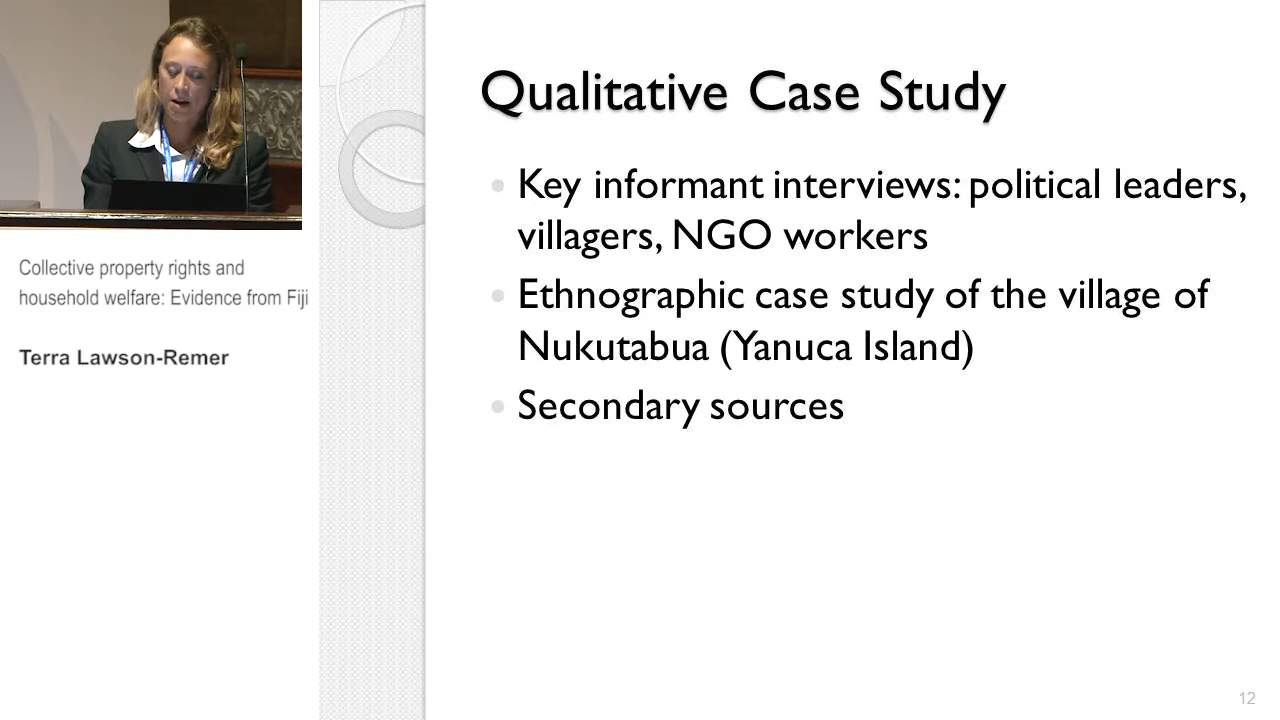 Collective property rights and
household welfare: Evidence from Fiji
Terra Lawson-Remer
Qualitative Case Study
Key informant interviews: political leaders,
villagers, NGO workers
Ethnographic case study of the village of
Nukutabua (Yanuca Island)
Secondary sources
12